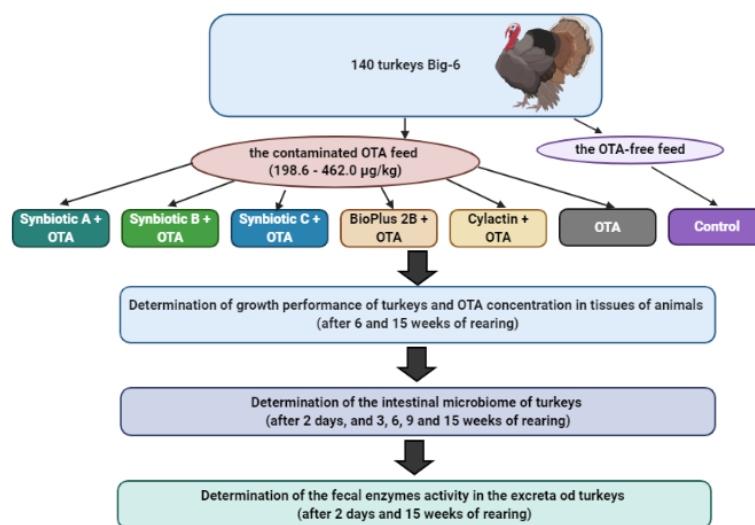 140 turkeys Big-6
the contaminated OTA feed
(198.6 - 462.0 µg/kg)
the OTA-free feed
Synbiotic A +
OTA
Synbiotic B +
OTA
Synbiotic C +
OTA
BioPlus 2B +
OTA
Cylactin +
OTA
OTA
Control
Determination of growth performance of turkeys and OTA concentration in tissues of animals
(after 6 and 15 weeks of rearing)
Determination of the intestinal microbiome of turkeys
(after 2 days, and 3, 6, 9 and 15 weeks of rearing)
Determination of the fecal enzymes activity in the excreta od turkeys
(after 2 days and 15 weeks of rearing)